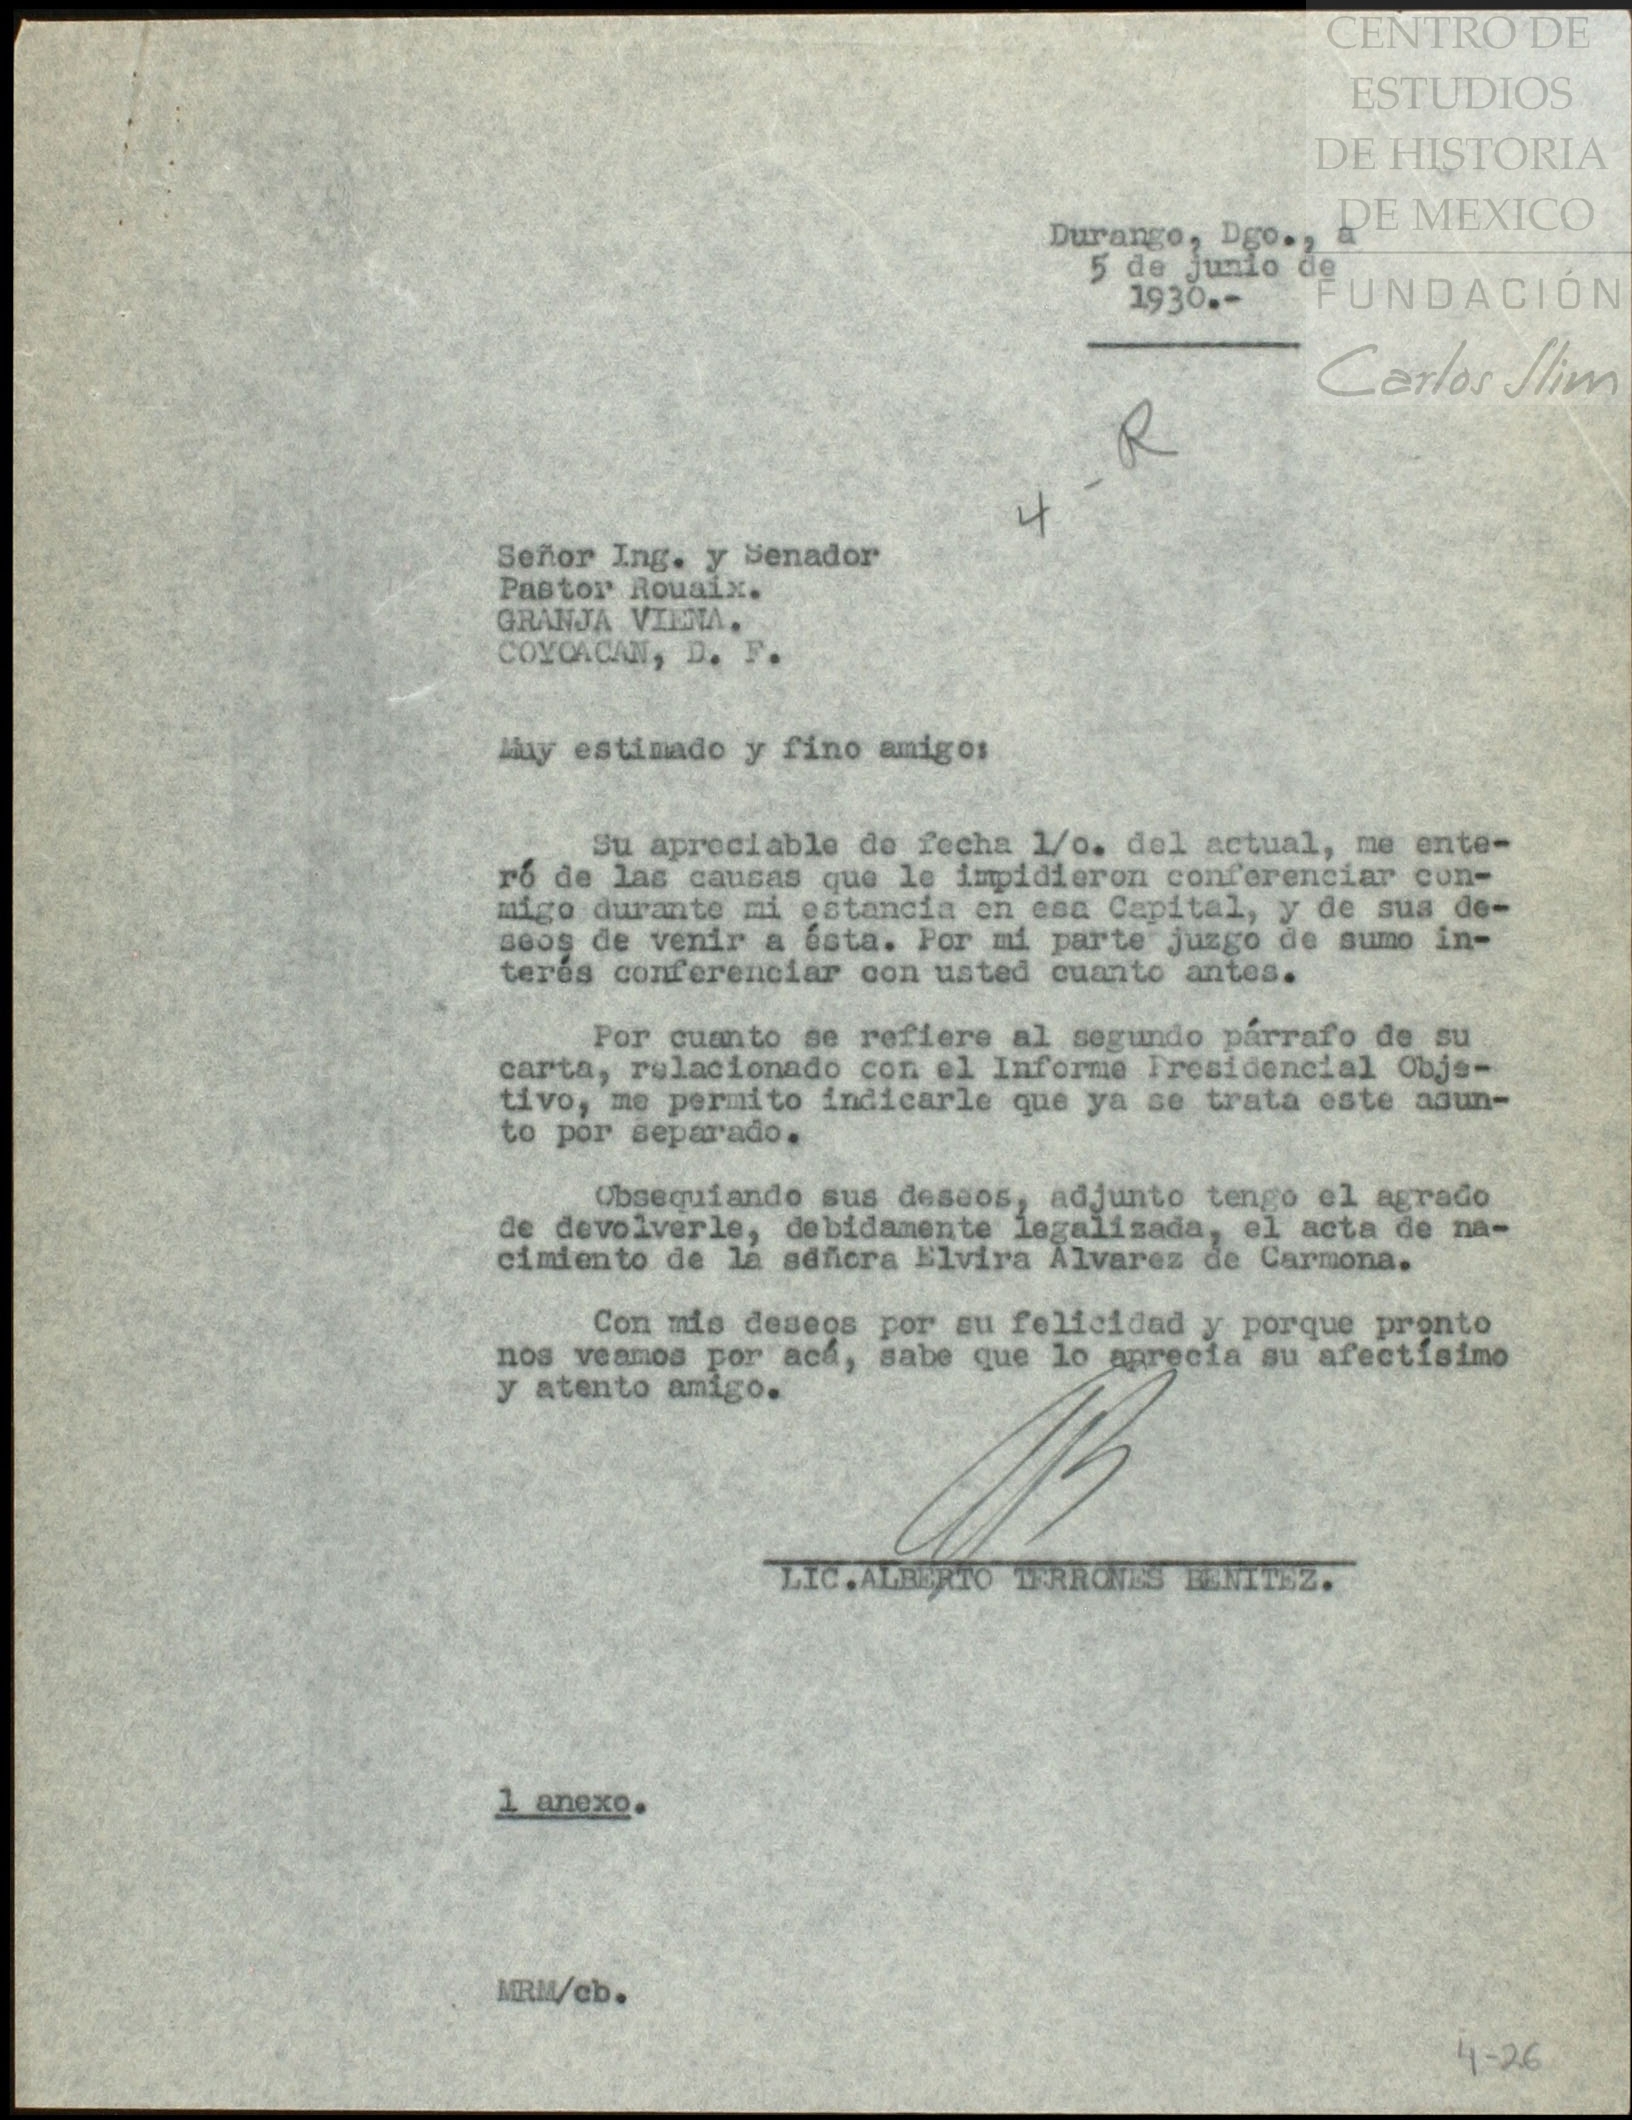 CENTRO DE
ESTUDIOS
DE HISTORIA
DE MEXICO
FUNDACIÓN
Carlos Slim
Durango, Dgo., a
5 de junio de
1930.-
4 - R
Señor Ing. y Senador
Pastor Rouaix.
GRANJA VIENA.
COYOACAN, D. F.
Muy estimado y fino amigo:
Su apreciable de fecha 1/o. del actual, me ente-
ró de las causas que le impidieron conferenciar con-
migo durante mi estancia en esa Capital, y de sus de-
seos de venir a ésta. Por mi parte juzgo de sumo in-
terés conferenciar con usted cuanto antes.
Por cuanto se refiere al segundo párrafo de su
carta, relacionado con el Informe Presidencial Obje-
tivo, me permito indicarle que ya se trata este asun-
to por separado.
Obsequiando sus deseos, adjunto tengo el agrado
de devolverle, debidamente legalizada, el acta de na-
cimiento de la señora Elvira Alvarez de Carmona.
Con mis deseos por su felicidad y porque pronto
nos veamos por acá, sabe que lo aprecia su afectísimo
y atento amigo.
LIC.ALBERTO TERRONES BENITEZ.
1 anexo.
MRM/cb.
4-26